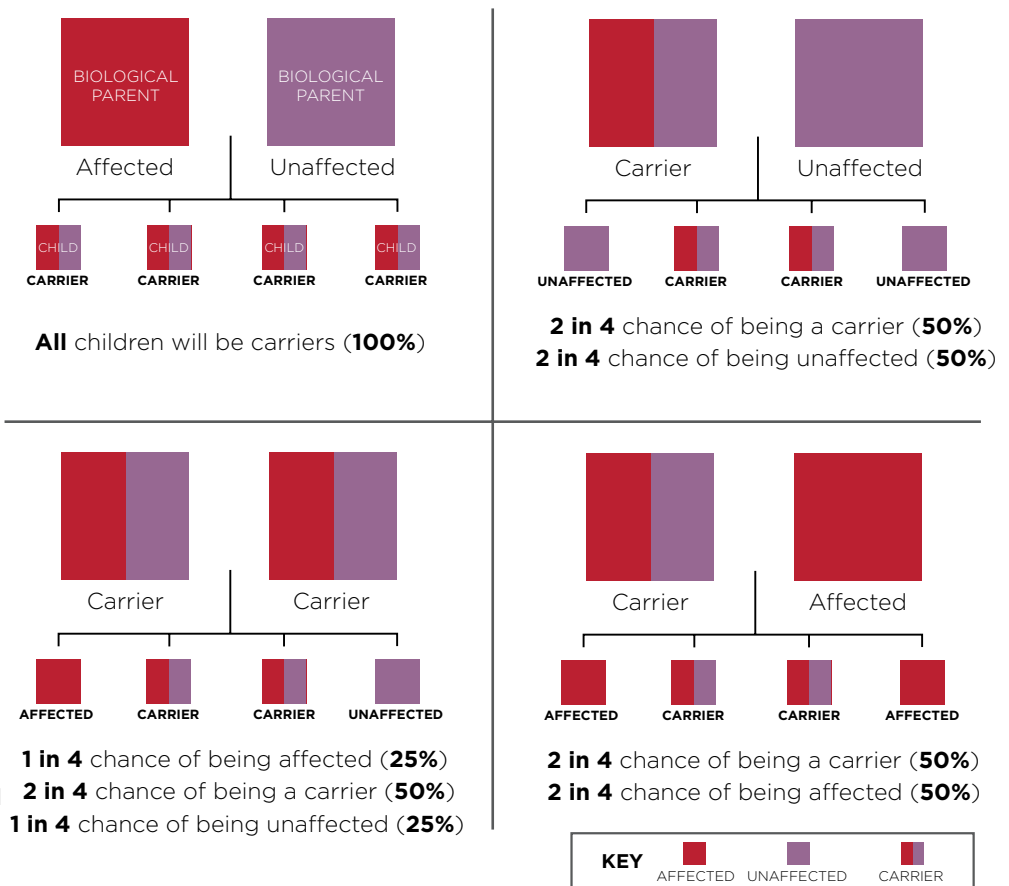 BIOLOGICAL PARENT
BIOLOGICAL PARENT
Affected
Unaffected
CHILD
CHILD
CHILD
CHILD
CARRIER
CARRIER
CARRIER
CARRIER
All children will be carriers (100%)
Carrier
Unaffected
UNAFFECTED
CARRIER
CARRIER
UNAFFECTED
2 in 4 chance of being a carrier (50%)
2 in 4 chance of being unaffected (50%)
Carrier
Carrier
AFFECTED
CARRIER
CARRIER
UNAFFECTED
1 in 4 chance of being affected (25%)
2 in 4 chance of being a carrier (50%)
1 in 4 chance of being unaffected (25%)
Carrier
Affected
AFFECTED
CARRIER
CARRIER
AFFECTED
2 in 4 chance of being a carrier (50%)
2 in 4 chance of being affected (50%)
KEY
AFFECTED
UNAFFECTED
CARRIER